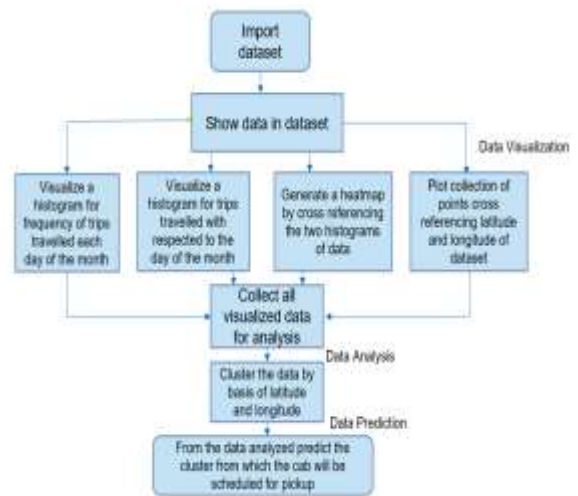 Import
dataset
Show data in dataset
Data Visualization
Visualize a
histogram for
frequency of trips
travelled each
day of the month
Visualize a
histogram for trips
travelled with
respected to the
day of the month
Generate a heatmap
by cross referencing
the two histograms
of data
Plot collection of
points cross
referencing latitude
and longitude of
dataset
Collect all
visualized data
for analysis
Data Analysis
Cluster the data by
basis of latitude
and longitude
Data Prediction
From the data analyzed predict the
cluster from which the cab will be
scheduled for pickup